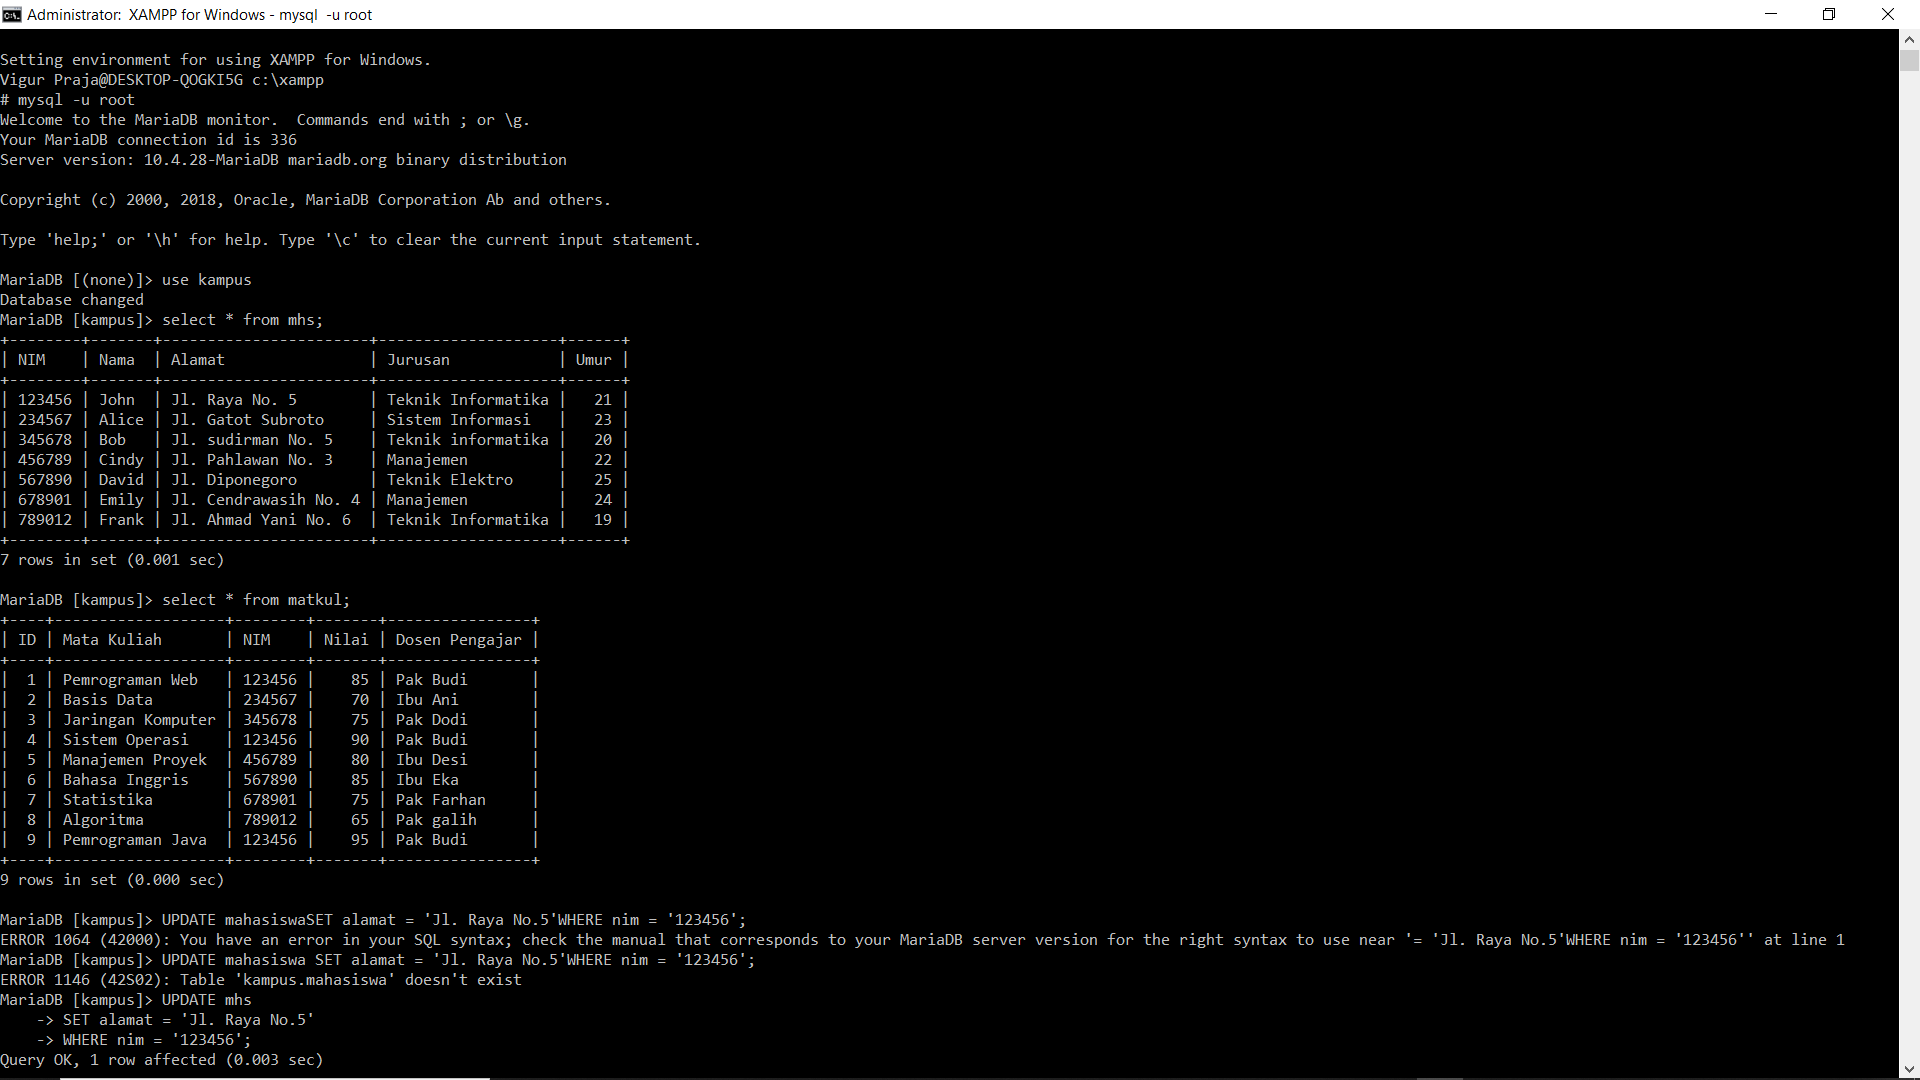 Administrator:  XAMPP for Windows - mysql  -u root
Setting environment for using XAMPP for Windows.
Vigur Praja@DESKTOP-QOGKI5G c:\xampp
# mysql -u root
Welcome to the MariaDB monitor.  Commands end with ; or \g.
Your MariaDB connection id is 336
Server version: 10.4.28-MariaDB mariadb.org binary distribution
Copyright (c) 2000, 2018, Oracle, MariaDB Corporation Ab and others.
Type 'help;' or '\h' for help. Type '\c' to clear the current input statement.
MariaDB [(none)]> use kampus
Database changed
MariaDB [kampus]> select * from mhs;
+--------+-------+-----------------------+--------------------+------+
| NIM    | Nama  | Alamat                | Jurusan            | Umur |
+--------+-------+-----------------------+--------------------+------+
| 123456 | John  | Jl. Raya No. 5        | Teknik Informatika |   21 |
| 234567 | Alice | Jl. Gatot Subroto     | Sistem Informasi   |   23 |
| 345678 | Bob   | Jl. sudirman No. 5    | Teknik informatika |   20 |
| 456789 | Cindy | Jl. Pahlawan No. 3    | Manajemen          |   22 |
| 567890 | David | Jl. Diponegoro        | Teknik Elektro     |   25 |
| 678901 | Emily | Jl. Cendrawasih No. 4 | Manajemen          |   24 |
| 789012 | Frank | Jl. Ahmad Yani No. 6  | Teknik Informatika |   19 |
+--------+-------+-----------------------+--------------------+------+
7 rows in set (0.001 sec)
MariaDB [kampus]> select * from matkul;
+----+-------------------+--------+-------+----------------+
| ID | Mata Kuliah       | NIM    | Nilai | Dosen Pengajar |
+----+-------------------+--------+-------+----------------+
|  1 | Pemrograman Web   | 123456 |    85 | Pak Budi       |
|  2 | Basis Data        | 234567 |    70 | Ibu Ani        |
|  3 | Jaringan Komputer | 345678 |    75 | Pak Dodi       |
|  4 | Sistem Operasi    | 123456 |    90 | Pak Budi       |
|  5 | Manajemen Proyek  | 456789 |    80 | Ibu Desi       |
|  6 | Bahasa Inggris    | 567890 |    85 | Ibu Eka        |
|  7 | Statistika        | 678901 |    75 | Pak Farhan     |
|  8 | Algoritma         | 789012 |    65 | Pak galih      |
|  9 | Pemrograman Java  | 123456 |    95 | Pak Budi       |
+----+-------------------+--------+-------+----------------+
9 rows in set (0.000 sec)
MariaDB [kampus]> UPDATE mahasiswaSET alamat = 'Jl. Raya No.5'WHERE nim = '123456';
ERROR 1064 (42000): You have an error in your SQL syntax; check the manual that corresponds to your MariaDB server version for the right syntax to use near '= 'Jl. Raya No.5'WHERE nim = '123456'' at line 1
MariaDB [kampus]> UPDATE mahasiswa SET alamat = 'Jl. Raya No.5'WHERE nim = '123456';
ERROR 1146 (42S02): Table 'kampus.mahasiswa' doesn't exist
MariaDB [kampus]> UPDATE mhs
    -> SET alamat = 'Jl. Raya No.5'
    -> WHERE nim = '123456';
Query OK, 1 row affected (0.003 sec)